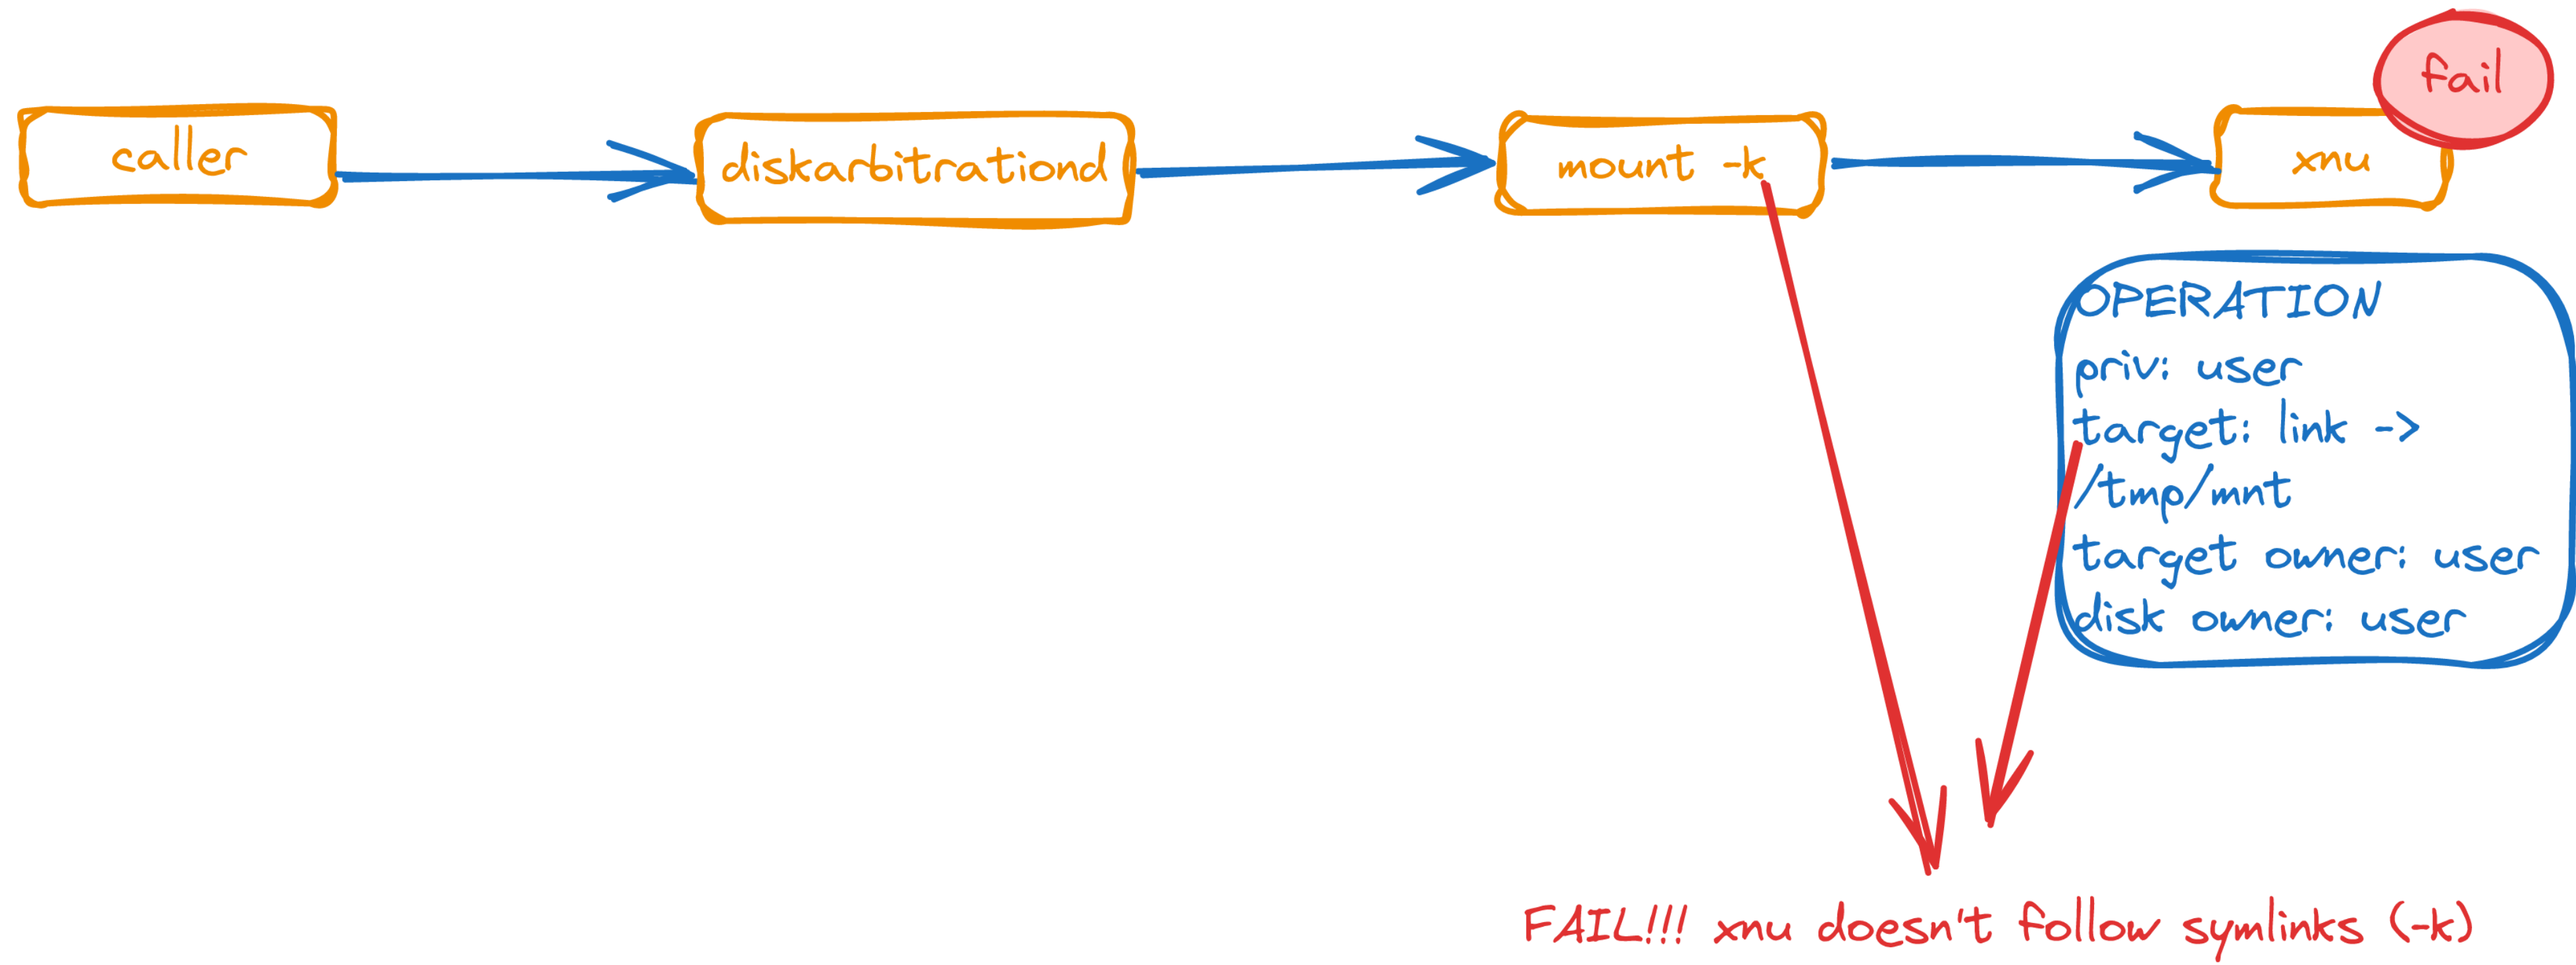 fail
caller
diskarbitrationd
mount -k
xnu
OPERATION
priv: user
target: link ->
/tmp/mnt
target owner: user
disk owner: user
FAIL!!! xnu doesn't follow symlinks (-k)